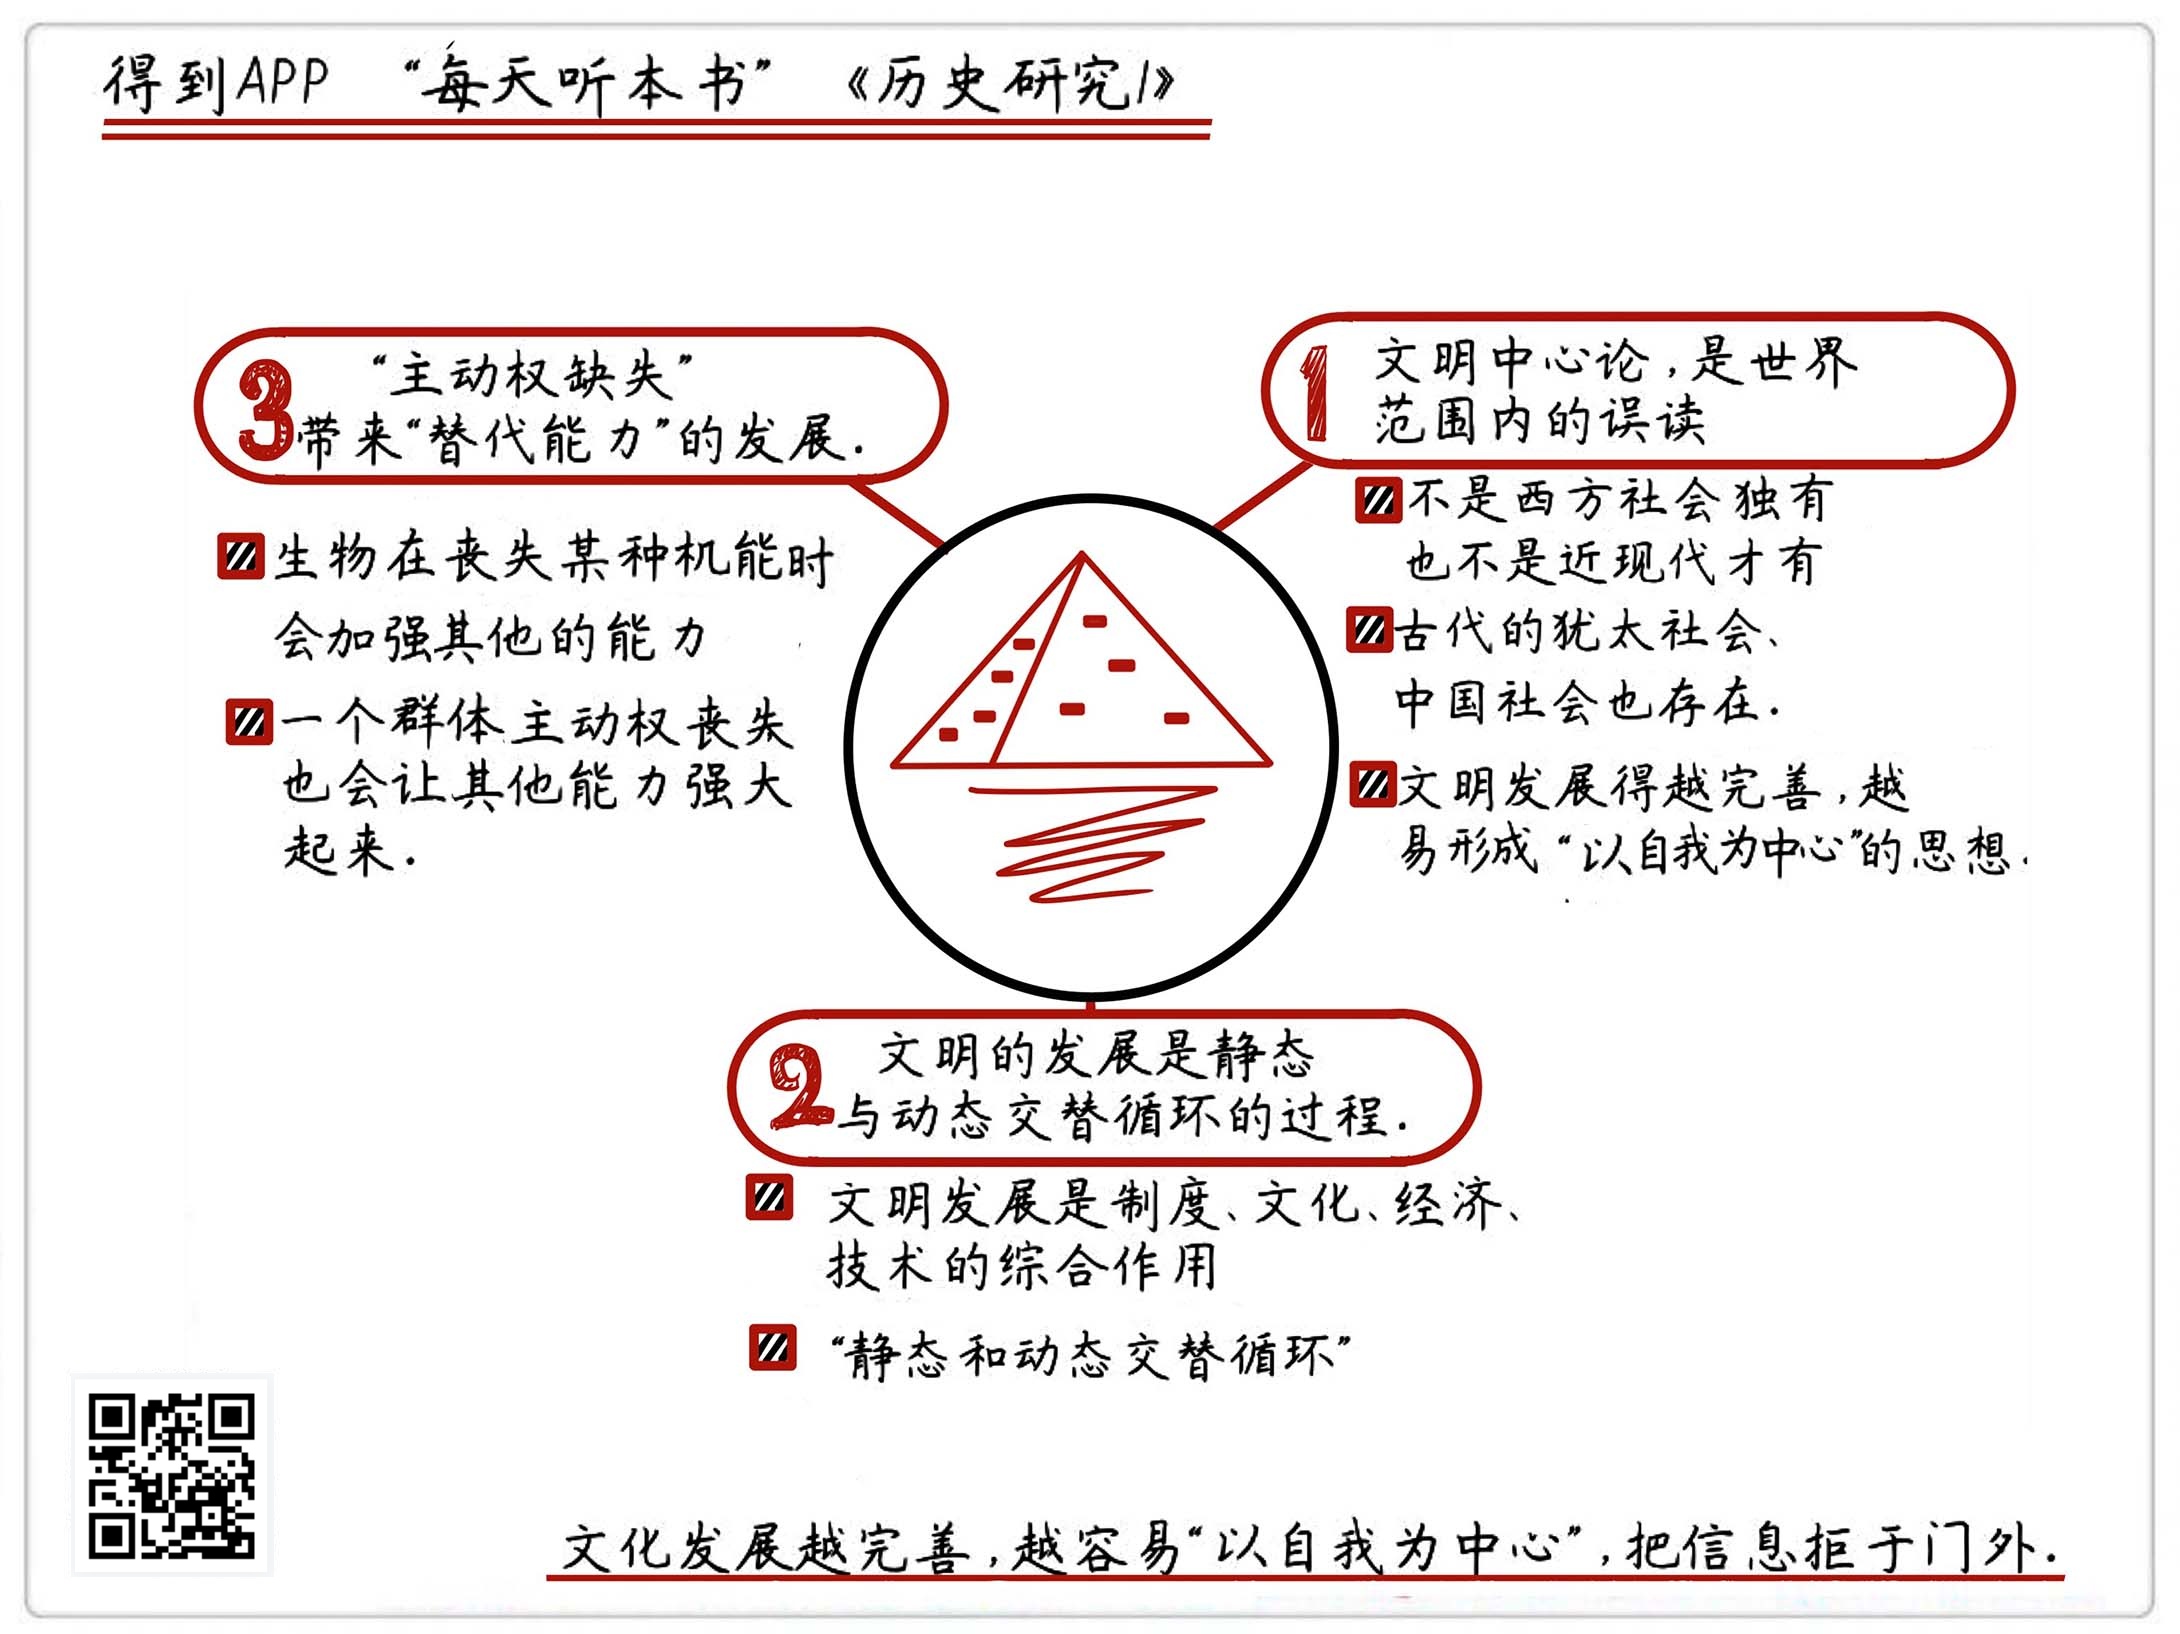 得到APP “每天听本书” 《历史研究1》
1
文明中心论,是世界
范围内的误读
不是西方社会独有
也不是近现代才有
古代的犹太社会、
中国社会也存在.
文明发展得越完善,越
易形成“以自我为中心”的思想.
2
文明的发展是静态
与动态交替循环的过程.
文明发展是制度、文化、经济、
技术的综合作用
“静态和动态交替循环”
3
“主动权缺失”
带来“替代能力”的发展.
生物在丧失某种机能时
会加强其他的能力
一个群体主动权丧失
也会让其他能力强大
起来.
文化发展越完善,越容易“以自我为中心”,把信息拒于门外.